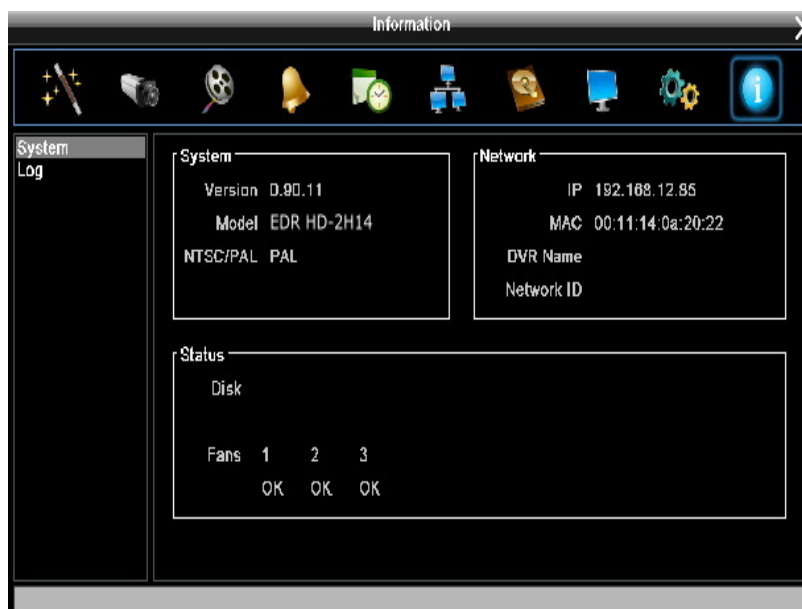 Information
X
System
Log
System
Version 0.90.11
Model EDR HD-2H14
NTSC/PAL PAL
Network
IP 192.168.12.85
MAC 00:11:14:0a:20:22
DVR Name
Network ID
Status
Disk
Fans 1 2 3
OK OK OK